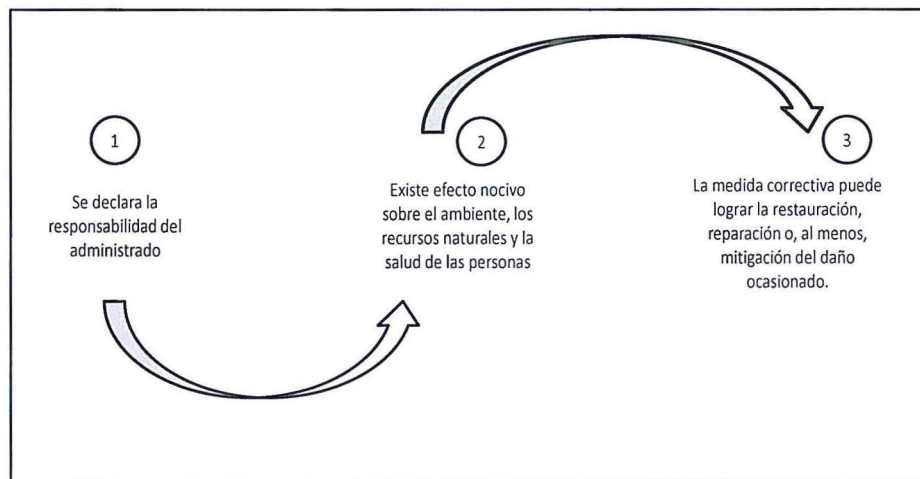 1
Se declara la
responsabilidad del
administrado
2
Existe efecto nocivo
sobre el ambiente, los
recursos naturales y la
salud de las personas
3
La medida correctiva puede
lograr la restauración,
reparación o, al menos,
mitigación del daño
ocasionado.